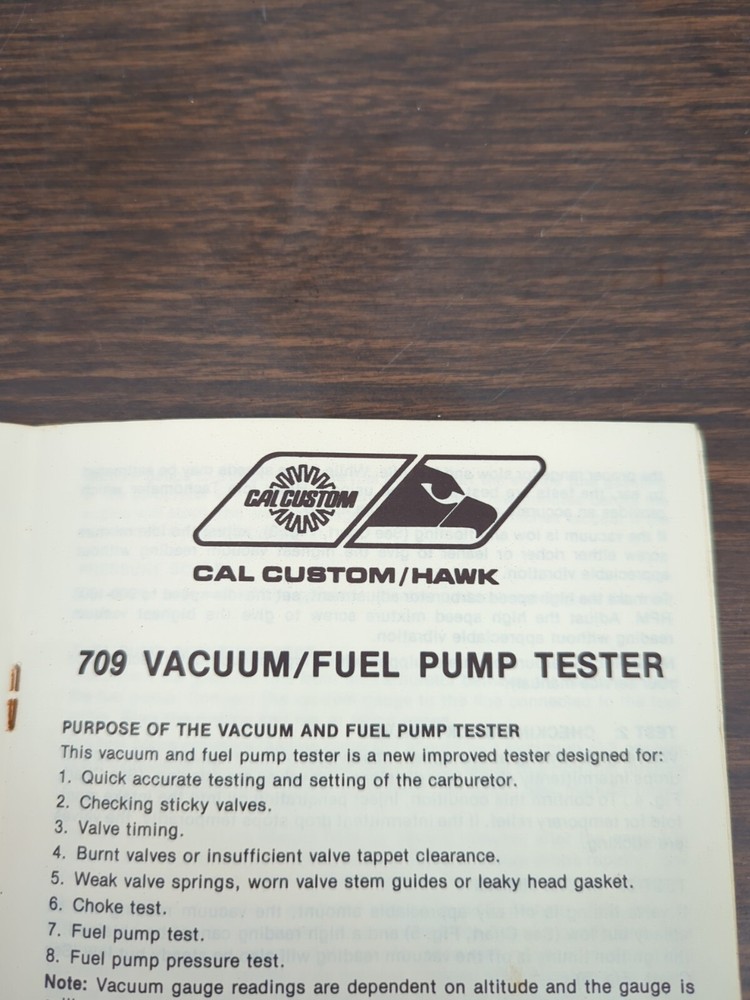 CAL CUSTOM
CAL CUSTOM/HAWK
709 VACUUM/FUEL PUMP TESTER
PURPOSE OF THE VACUUM AND FUEL PUMP TESTER
This vacuum and fuel pump tester is a new improved tester designed for:
1. Quick accurate testing and setting of the carburetor.
2. Checking sticky valves.
3. Valve timing.
4. Burnt valves or insufficient valve tappet clearance.
5. Weak valve springs, worn valve stem guides or leaky head gasket.
6. Choke test.
7. Fuel pump test.
8. Fuel pump pressure test.
Note: Vacuum gauge readings are dependent on altitude and the gauge is